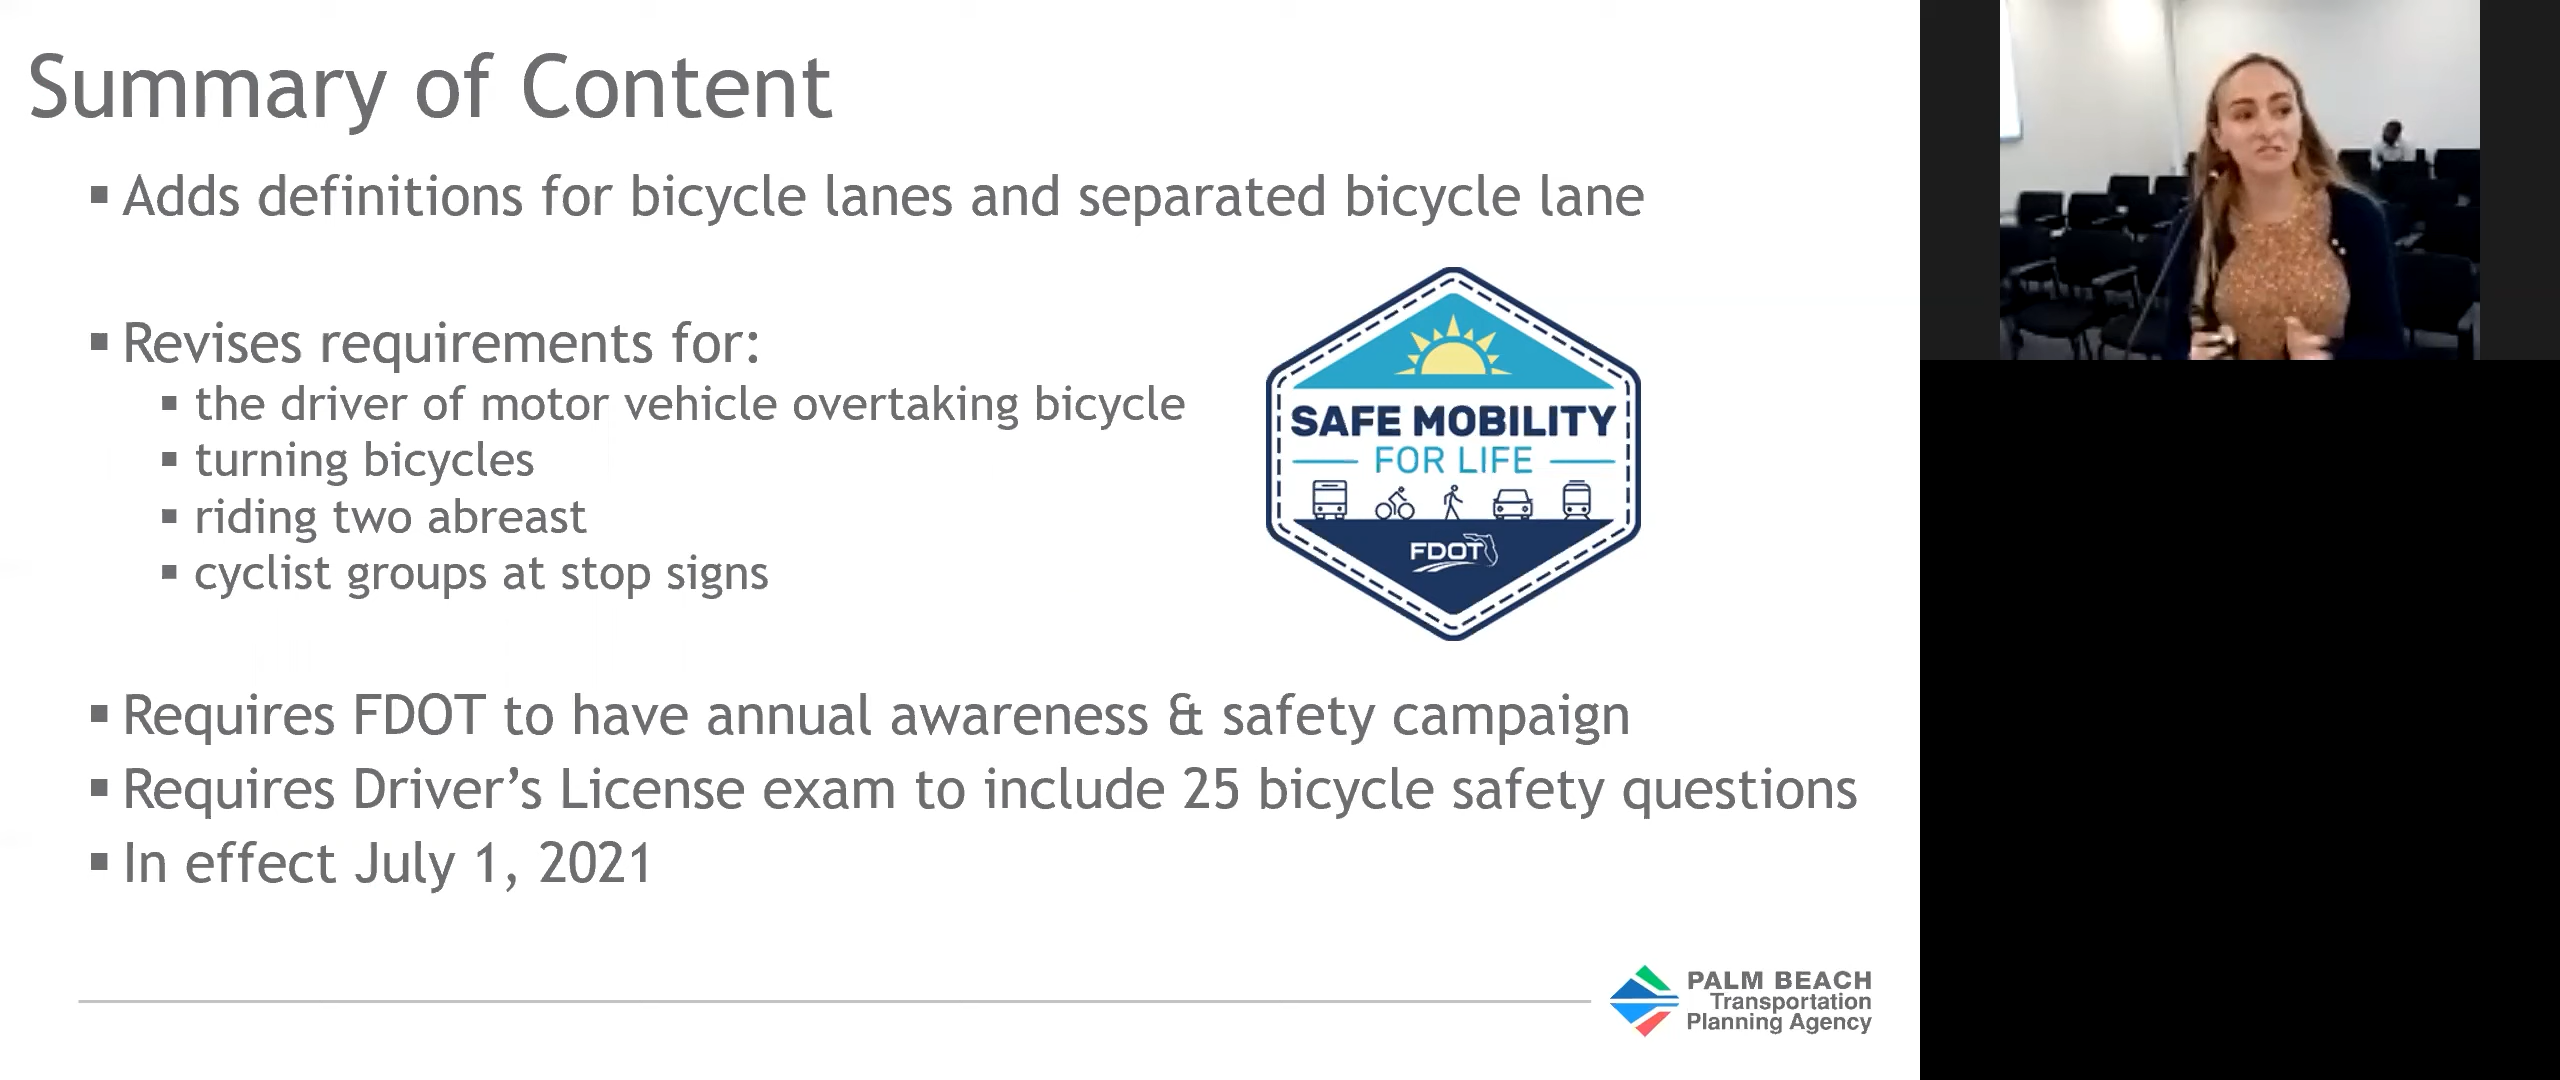 Summary of Content
▪ Adds definitions for bicycle lanes and separated bicycle lane
▪ Revises requirements for:
▪ the driver of motor vehicle overtaking bicycle
▪ turning bicycles
▪ riding two abreast
▪ cyclist groups at stop signs
SAFE MOBILITY
FOR LIFE
FDOT
▪ Requires FDOT to have annual awareness & safety campaign
▪ Requires Driver’s License exam to include 25 bicycle safety questions
▪ In effect July 1, 2021
PALM BEACH
Transportation
Planning Agency